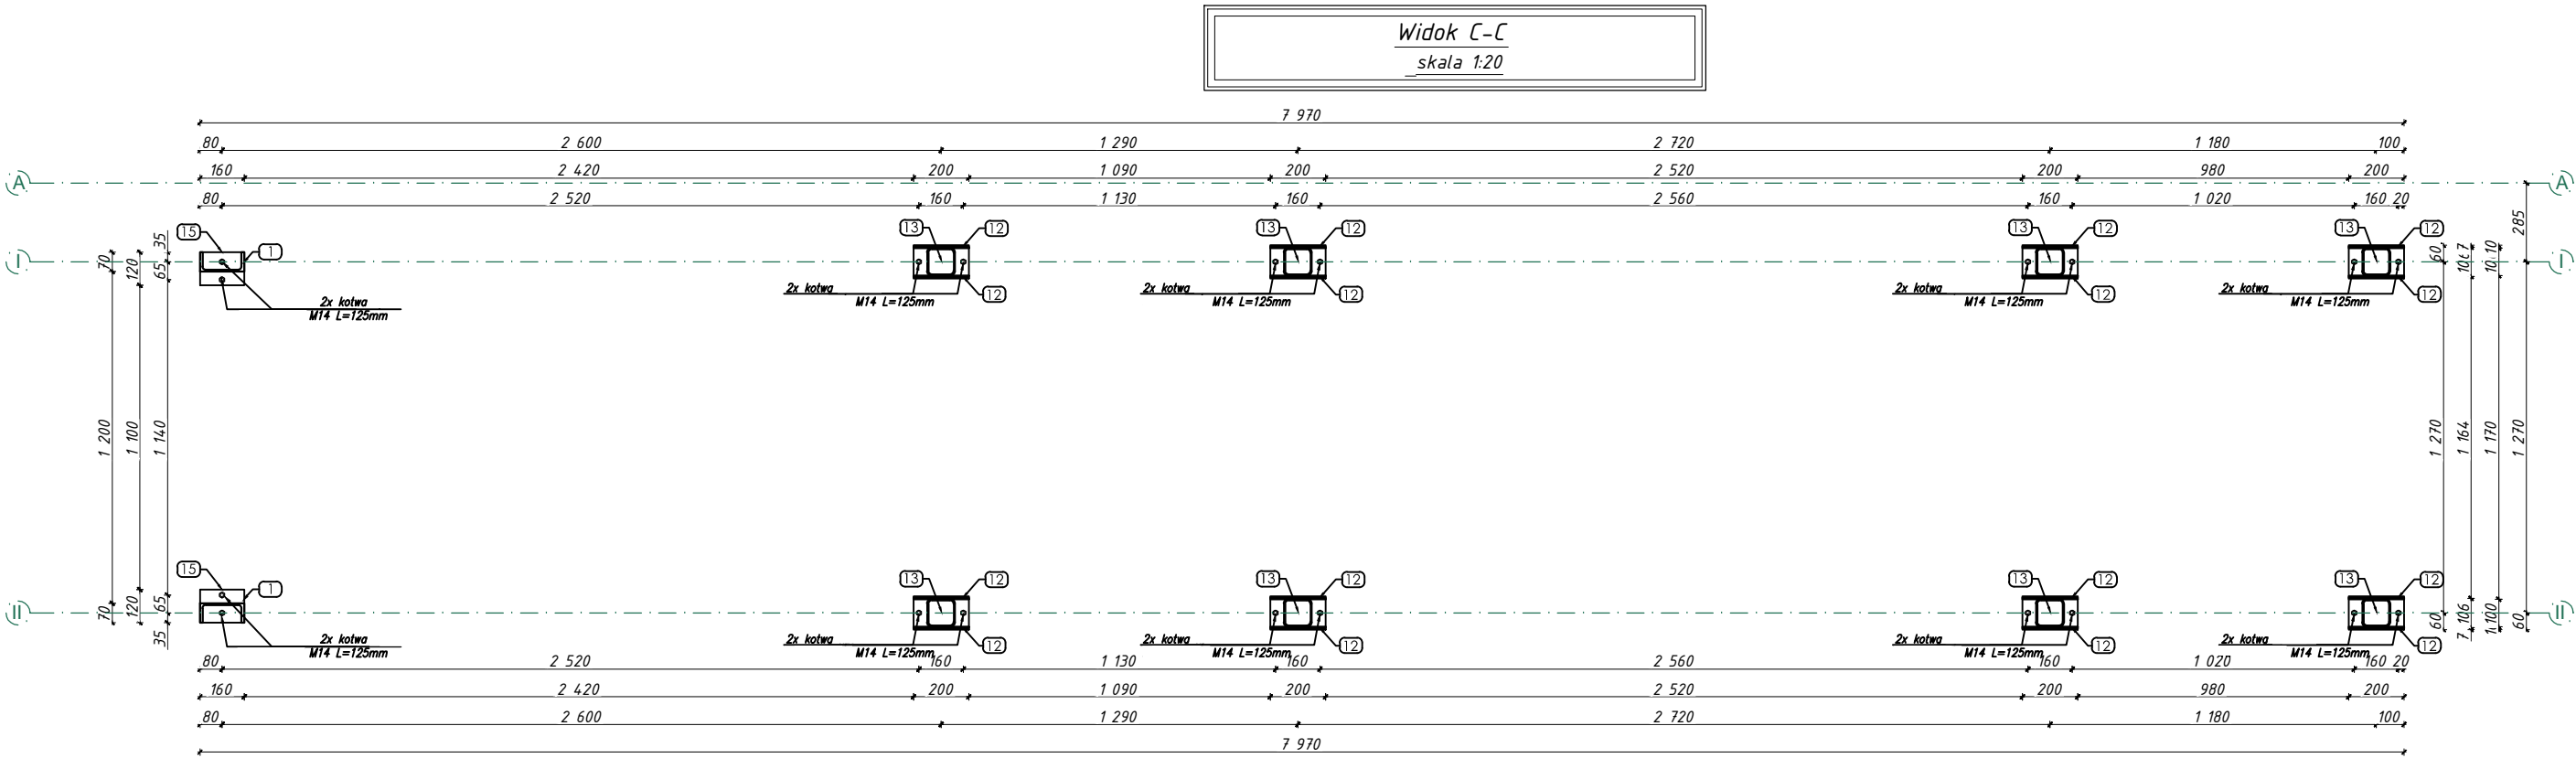 Widok C-C
skala 1:20
7 970
80 2 600 1 290 2 720 1 180 100
160 2 420 200 1 090 200 2 520 200 980 200
A A
80 2 520 160 1 130 160 2 560 160 1 020 160 20
15 1 13 12 13 12 13 12 13 12
I I
70 120 35 65 60 285
12 12 12 12
2x kotwa 2x kotwa 2x kotwa 2x kotwa 2x kotwa
M14 L=125mm M14 L=125mm M14 L=125mm M14 L=125mm M14 L=125mm
1 200 1 100 1 140 1 270 1 164 1 170 1 270
15 1 13 12 13 12 13 12 13 12
II II
70 120 65 35 60 7 106 100 60
12 12 12 12
2x kotwa 2x kotwa 2x kotwa 2x kotwa 2x kotwa
M14 L=125mm M14 L=125mm M14 L=125mm M14 L=125mm M14 L=125mm
80 2 520 160 1 130 160 2 560 160 1 020 160 20
160 2 420 200 1 090 200 2 520 200 980 200
80 2 600 1 290 2 720 1 180 100
7 970